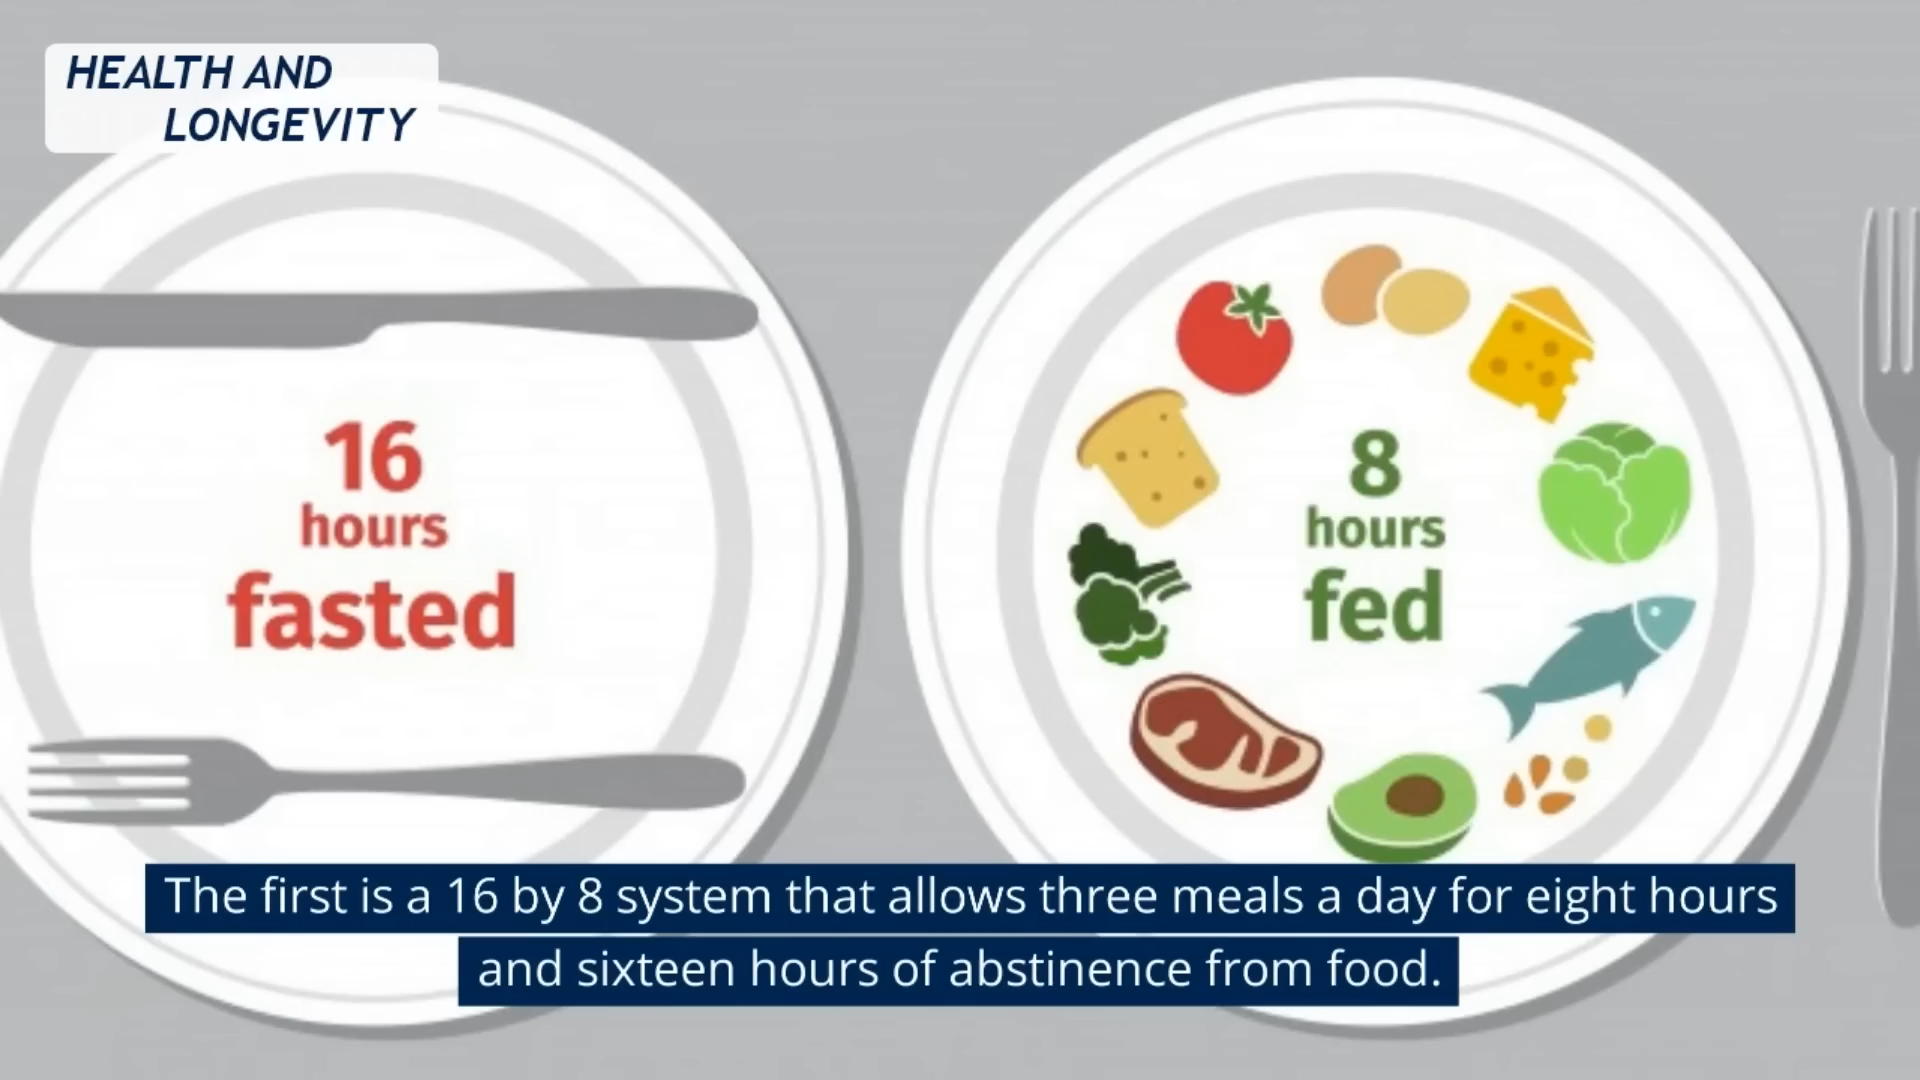 HEALTH AND
LONGEVITY
16
hours
fasted
8
hours
fed
The first is a 16 by 8 system that allows three meals a day for eight hours
and sixteen hours of abstinence from food.